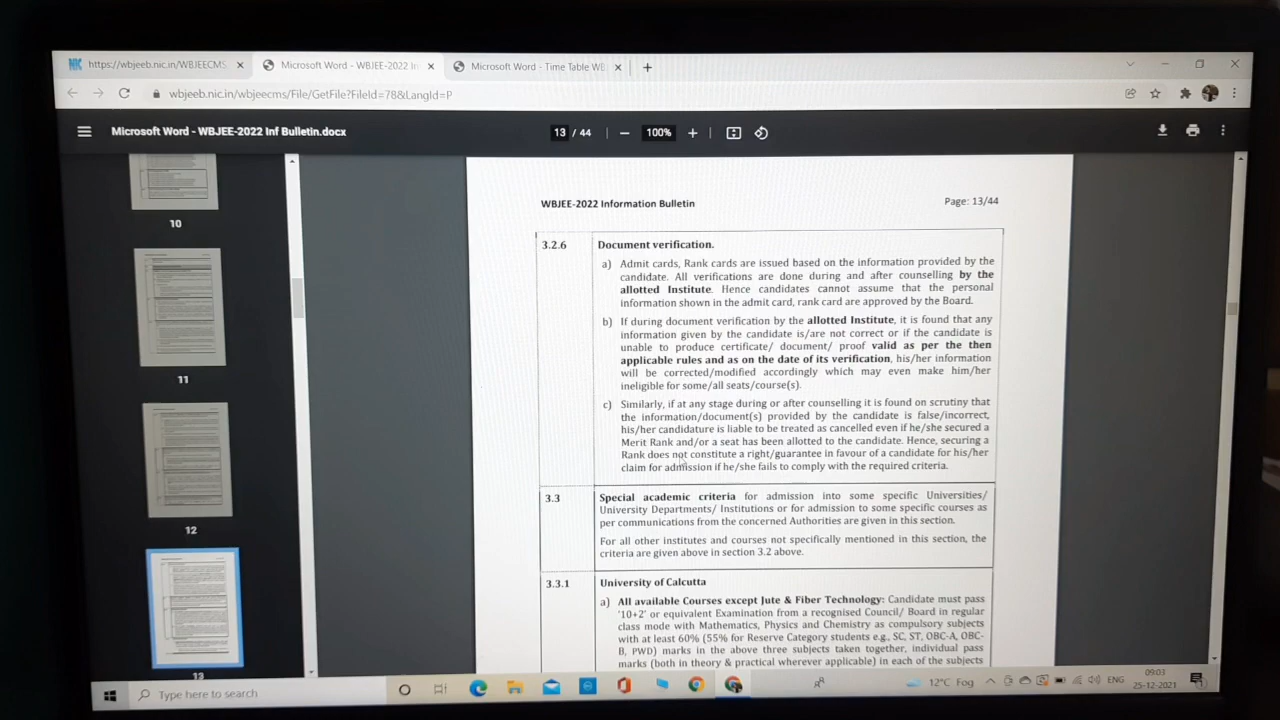 https://wbjeeb.nic.in/WBJEECMS
Microsoft Word - WBJEE-2022 In
Microsoft Word - Time Table WB
wbjeeb.nic.in/wbjeecms/File/GetFile?FileId=78&LangId=P
Microsoft Word - WBJEE-2022 Inf Bulletin.docx
13 / 44
100%
10
11
12
13
WBJEE-2022 Information Bulletin
Page: 13/44
3.2.6 Document verification.
a) Admit cards, Rank cards are issued based on the information provided by the
candidate. All verifications are done during and after counselling by the
allotted Institute. Hence candidates cannot assume that the personal
information shown in the admit card, rank card are approved by the Board.
b) If during document verification by the allotted Institute, it is found that any
information given by the candidate is/are not correct or if the candidate is
unable to produce certificate/ document/ proof valid as per the then
applicable rules and as on the date of its verification, his/her information
will be corrected/modified accordingly which may even make him/her
ineligible for some/all seats/course(s).
c) Similarly, if at any stage during or after counselling it is found on scrutiny that
the information/document(s) provided by the candidate is false/incorrect,
his/her candidature is liable to be treated as cancelled even if he/she secured a
Merit Rank and/or a seat has been allotted to the candidate. Hence, securing a
Rank does not constitute a right/guarantee in favour of a candidate for his/her
claim for admission if he/she fails to comply with the required criteria.
3.3 Special academic criteria for admission into some specific Universities/
University Departments/ Institutions or for admission to some specific courses as
per communications from the concerned Authorities are given in this section.
For all other institutes and courses not specifically mentioned in this section, the
criteria are given above in section 3.2 above.
3.3.1 University of Calcutta
a) All available Courses except Jute & Fiber Technology: Candidate must pass
'10+2' or equivalent Examination from a recognised Council/ Board in regular
class mode with Mathematics, Physics and Chemistry as compulsory subjects
with at least 60% (55% for Reserve Category students e.g., SC, ST, OBC-A, OBC-
B, PWD) marks in the above three subjects taken together, individual pass
marks (both in theory & practical wherever applicable) in each of the subjects
Type here to search
12°C Fog
ENG
09:03
25-12-2021